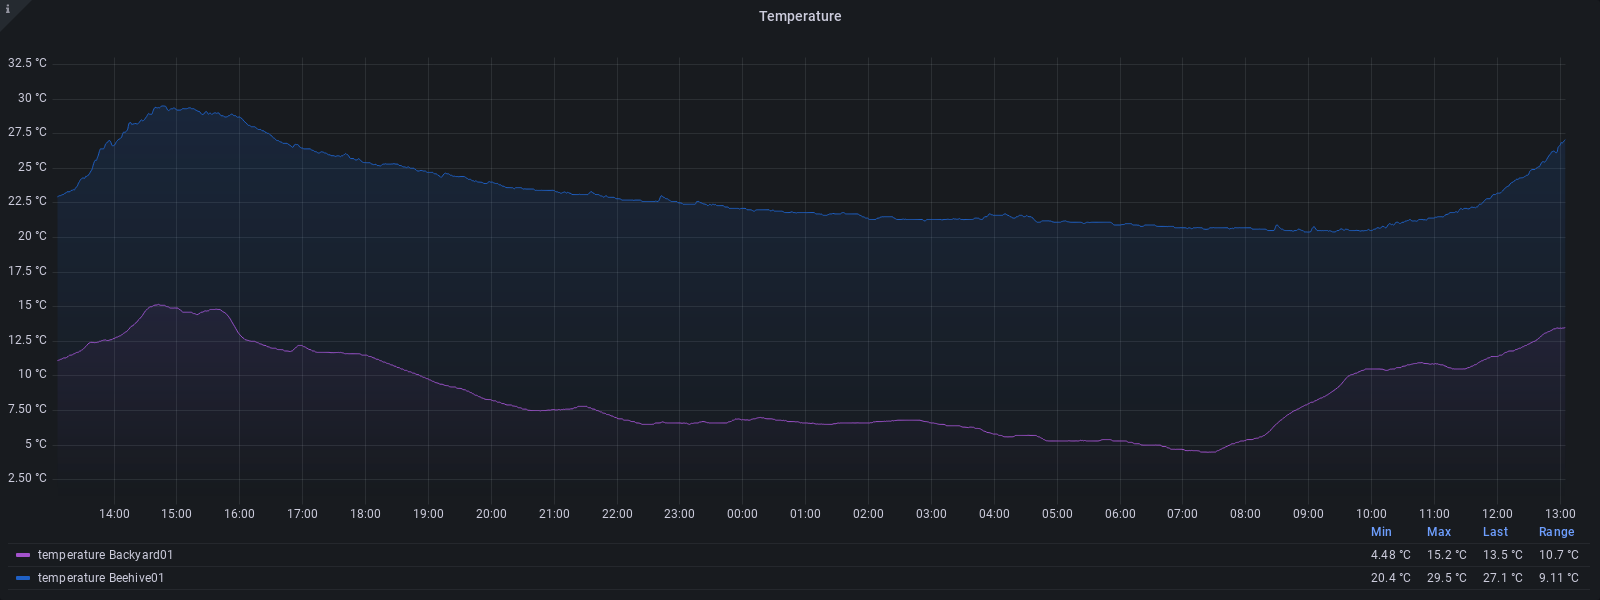 i
Temperature
32.5 °C
30 °C
27.5 °C
25 °C
22.5 °C
20 °C
17.5 °C
15 °C
12.5 °C
10 °C
7.50 °C
5 °C
2.50 °C
14:00 15:00 16:00 17:00 18:00 19:00 20:00 21:00 22:00 23:00 00:00 01:00 02:00 03:00 04:00 05:00 06:00 07:00 08:00 09:00 10:00 11:00 12:00 13:00
Min Max Last Range
temperature Backyard01 4.48 °C 15.2 °C 13.5 °C 10.7 °C
temperature Beehive01 20.4 °C 29.5 °C 27.1 °C 9.11 °C